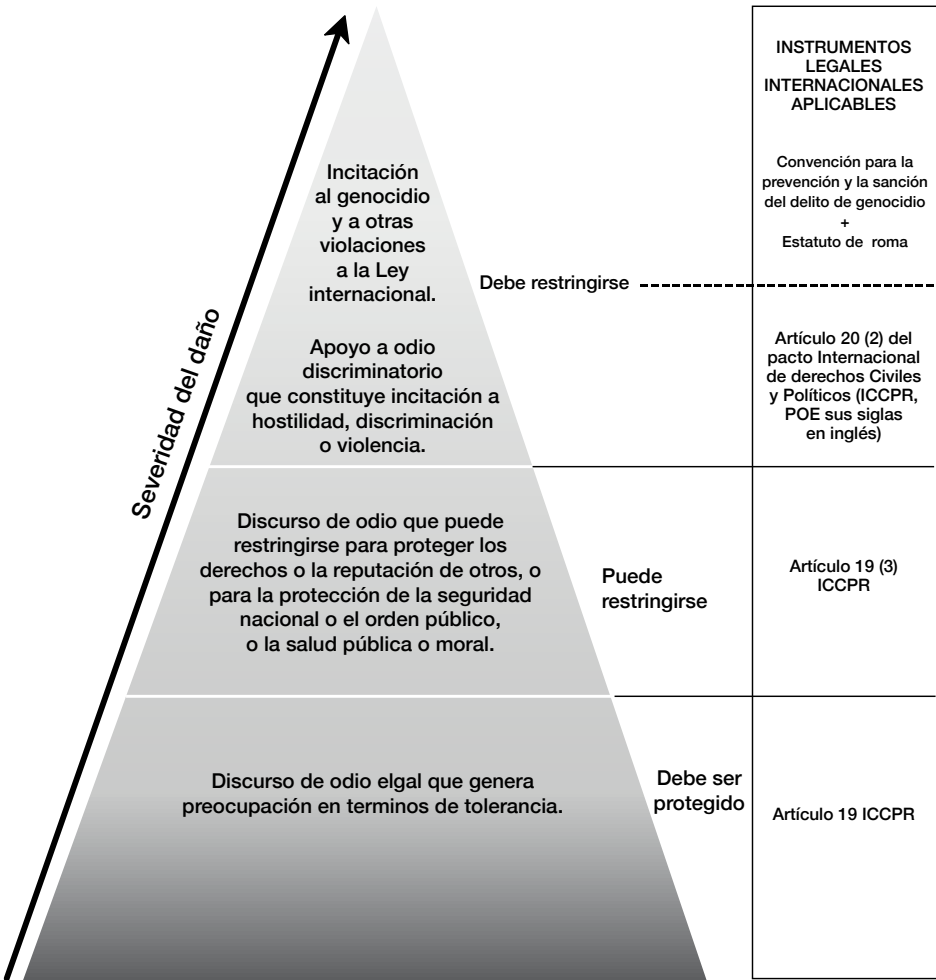 Severidad del daño
Incitación
al genocidio
y a otras
violaciones
a la Ley
internacional.
Apoyo a odio
discriminatorio
que constituye incitación a
hostilidad, discriminación
o violencia.
Debe restringirse
Discurso de odio que puede
restringirse para proteger los
derechos o la reputación de otros, o
para la protección de la seguridad
nacional o el orden público,
o la salud pública o moral.
Puede
restringirse
Discurso de odio elgal que genera
preocupación en terminos de tolerancia.
Debe ser
protegido
INSTRUMENTOS
LEGALES
INTERNACIONALES
APLICABLES
Convención para la
prevención y la sanción
del delito de genocidio
+
Estatuto de roma
Artículo 20 (2) del
pacto Internacional
de derechos Civiles
y Políticos (ICCPR,
POE sus siglas
en inglés)
Artículo 19 (3)
ICCPR
Artículo 19 ICCPR